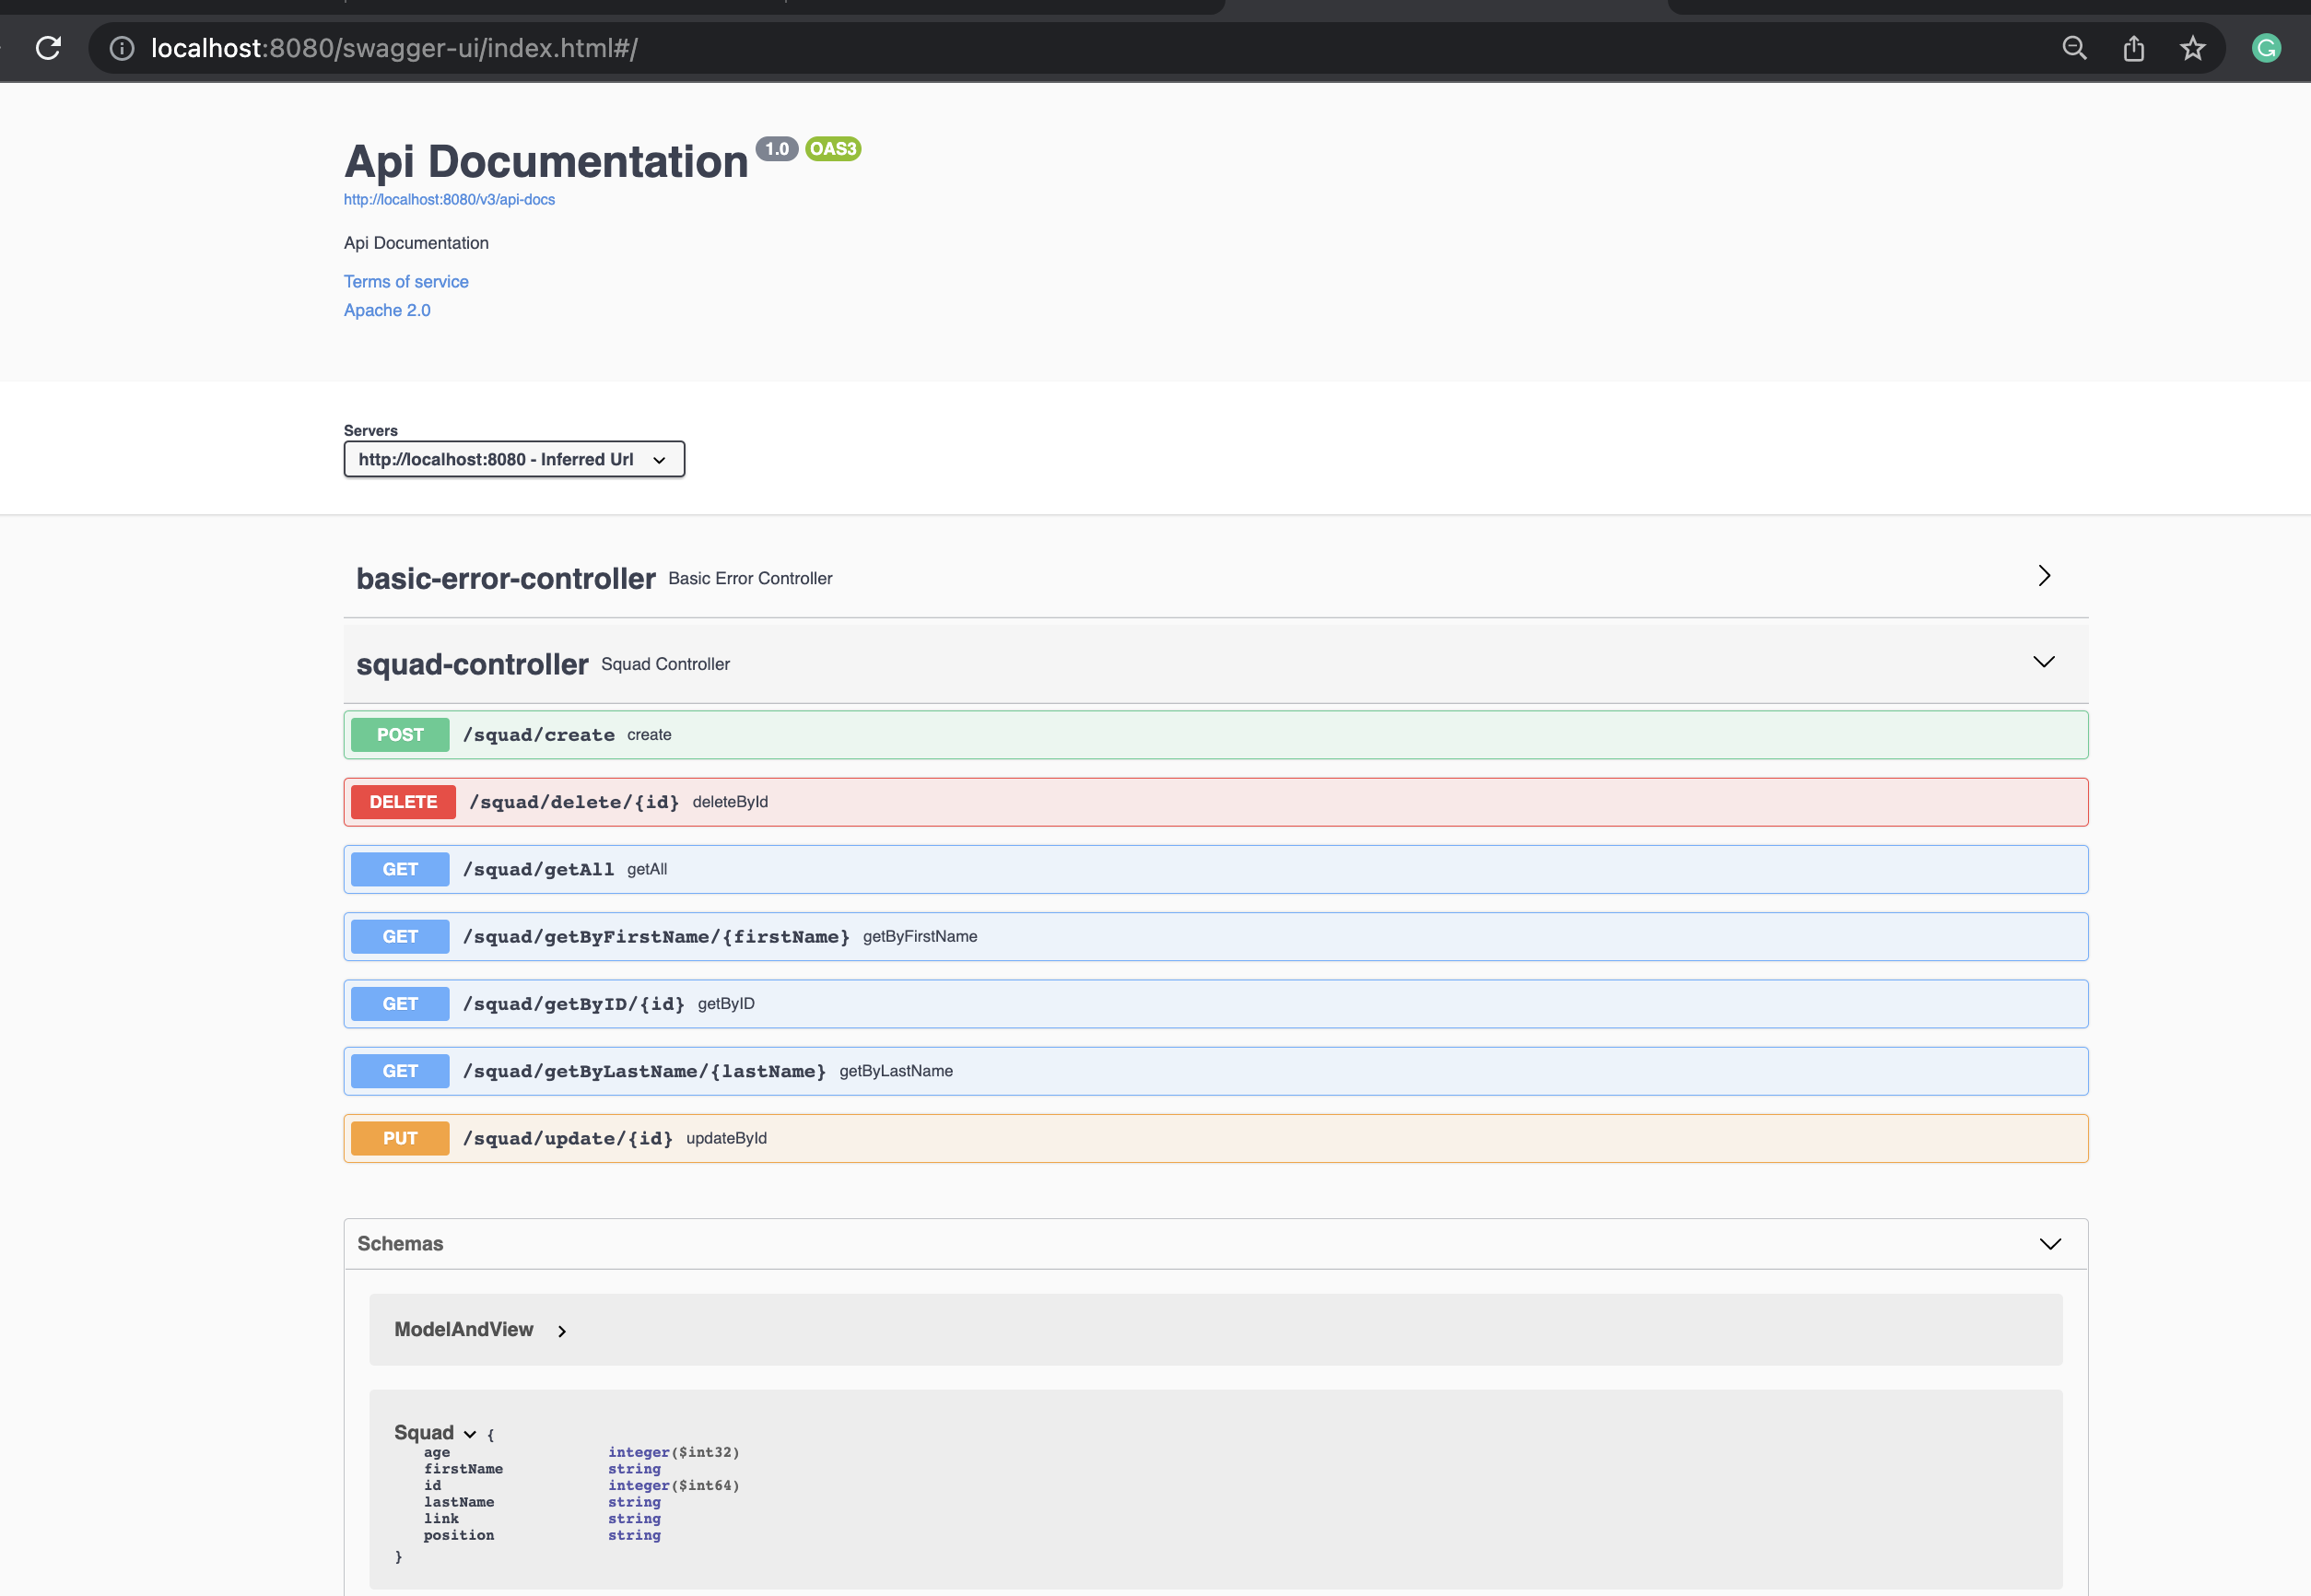 localhost:8080/swagger-ui/index.html#/
G
Api Documentation 1.0 OAS3
http://localhost:8080/v3/api-docs
Api Documentation
Terms of service
Apache 2.0
Servers
http://localhost:8080 - Inferred Url
basic-error-controller Basic Error Controller
squad-controller Squad Controller
POST /squad/create create
DELETE /squad/delete/{id} deleteById
GET /squad/getAll getAll
GET /squad/getByFirstName/{firstName} getByFirstName
GET /squad/getByID/{id} getByID
GET /squad/getByLastName/{lastName} getByLastName
PUT /squad/update/{id} updateById
Schemas
ModelAndView
Squad {
age integer($int32)
firstName string
id integer($int64)
lastName string
link string
position string
}